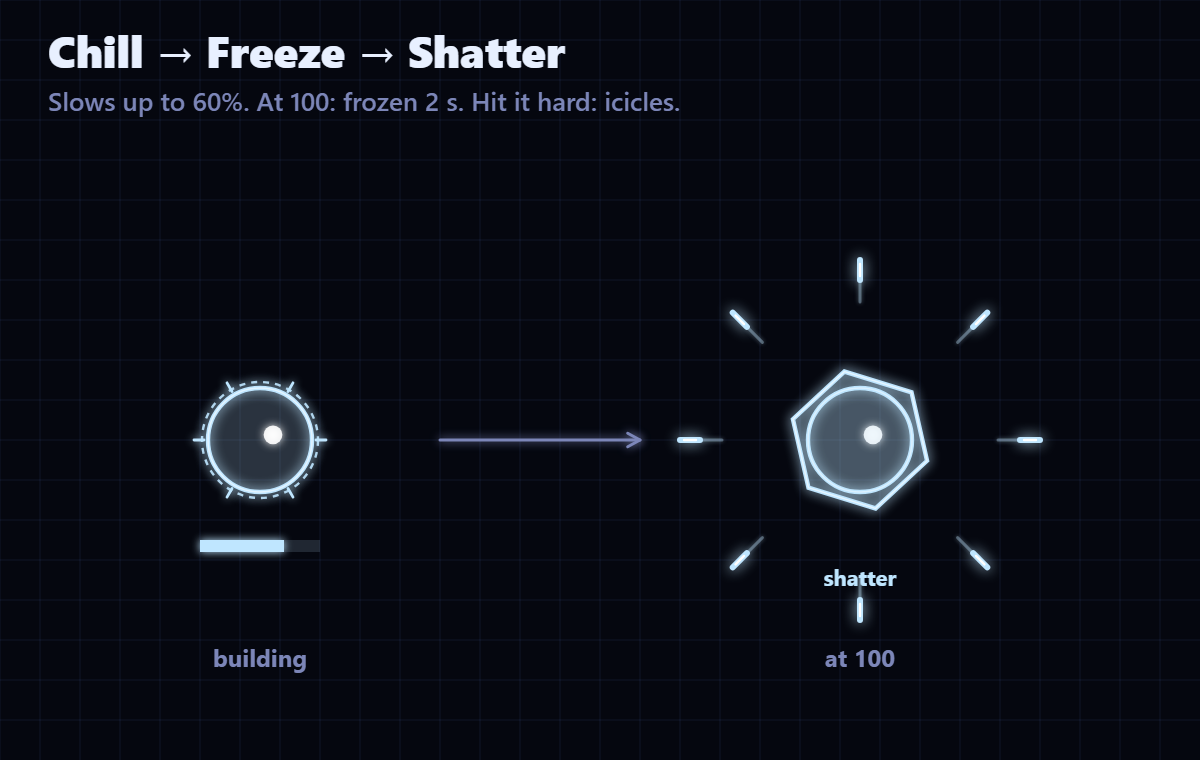 Chill → Freeze → Shatter
Slows up to 60%. At 100: frozen 2 s. Hit it hard: icicles.
shatter
building
at 100